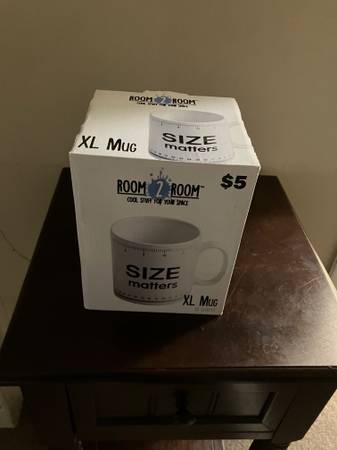 ROOM 2 ROOM
XL MUG
SIZE
matters
ROOM 2 ROOM™
COOL STUFF FOR YOUR SPACE
$5
SIZE
matters
XL MUG